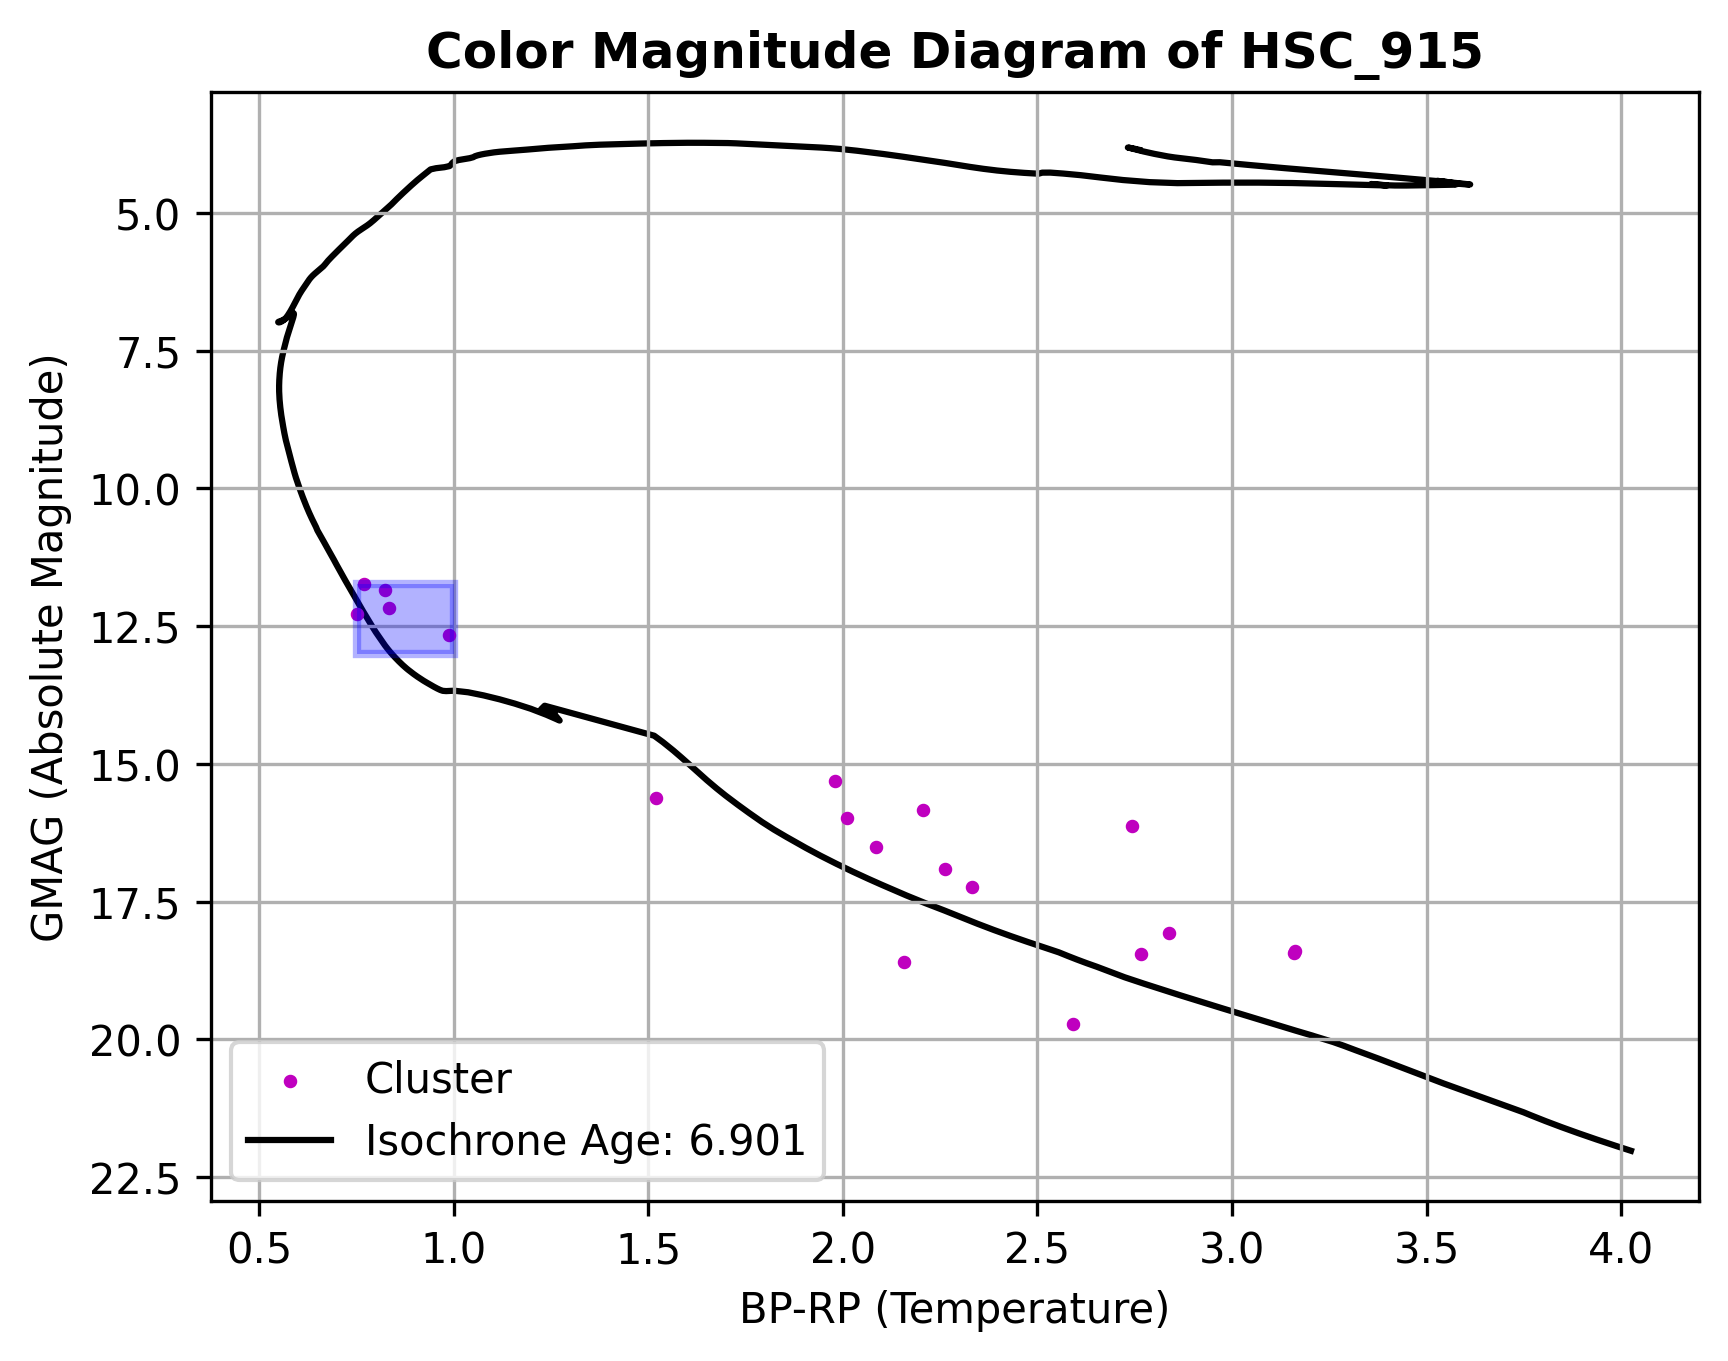 Color Magnitude Diagram of HSC_915
GMAG (Absolute Magnitude)
5.0
7.5
10.0
12.5
15.0
17.5
20.0
22.5
Cluster
Isochrone Age: 6.901
0.5 1.0 1.5 2.0 2.5 3.0 3.5 4.0
BP-RP (Temperature)